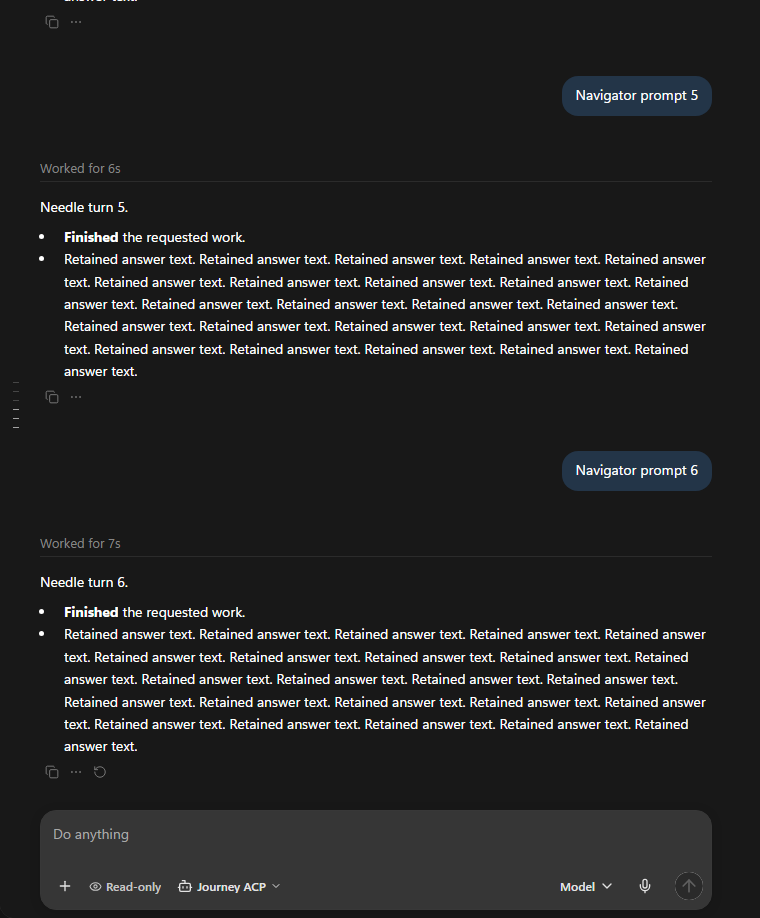 answer text.
Navigator prompt 5
Worked for 6s
Needle turn 5.
Finished the requested work.
Retained answer text. Retained answer text. Retained answer text. Retained answer text. Retained answer
text. Retained answer text. Retained answer text. Retained answer text. Retained answer text. Retained
answer text. Retained answer text. Retained answer text. Retained answer text. Retained answer text.
Retained answer text. Retained answer text. Retained answer text. Retained answer text. Retained answer
text. Retained answer text. Retained answer text. Retained answer text. Retained answer text. Retained
answer text.
Navigator prompt 6
Worked for 7s
Needle turn 6.
Finished the requested work.
Retained answer text. Retained answer text. Retained answer text. Retained answer text. Retained answer
text. Retained answer text. Retained answer text. Retained answer text. Retained answer text. Retained
answer text. Retained answer text. Retained answer text. Retained answer text. Retained answer text.
Retained answer text. Retained answer text. Retained answer text. Retained answer text. Retained answer
text. Retained answer text. Retained answer text. Retained answer text. Retained answer text. Retained
answer text.
Do anything
Read-only Journey ACP Model